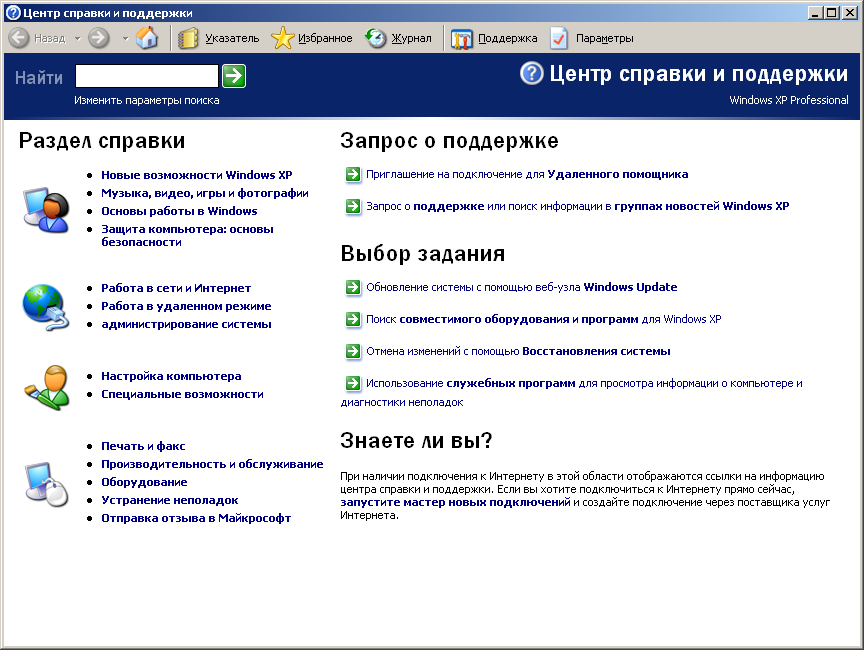 Центр справки и поддержки
Назад
Указатель
Избранное
Журнал
Поддержка
Параметры
Найти
Изменить параметры поиска
Центр справки и поддержки
Windows XP Professional
Раздел справки
Новые возможности Windows XP
Музыка, видео, игры и фотографии
Основы работы в Windows
Защита компьютера: основы
безопасности
Работа в сети и Интернет
Работа в удаленном режиме
администрирование системы
Настройка компьютера
Специальные возможности
Печать и факс
Производительность и обслуживание
Оборудование
Устранение неполадок
Отправка отзыва в Майкрософт
Запрос о поддержке
Приглашение на подключение для Удаленного помощника
Запрос о поддержке или поиск информации в группах новостей Windows XP
Выбор задания
Обновление системы с помощью веб-узла Windows Update
Поиск совместимого оборудования и программ для Windows XP
Отмена изменений с помощью Восстановления системы
Использование служебных программ для просмотра информации о компьютере и
диагностики неполадок
Знаете ли вы?
При наличии подключения к Интернету в этой области отображаются ссылки на информацию
центра справки и поддержки. Если вы хотите подключиться к Интернету прямо сейчас,
запустите мастер новых подключений и создайте подключение через поставщика услуг
Интернета.